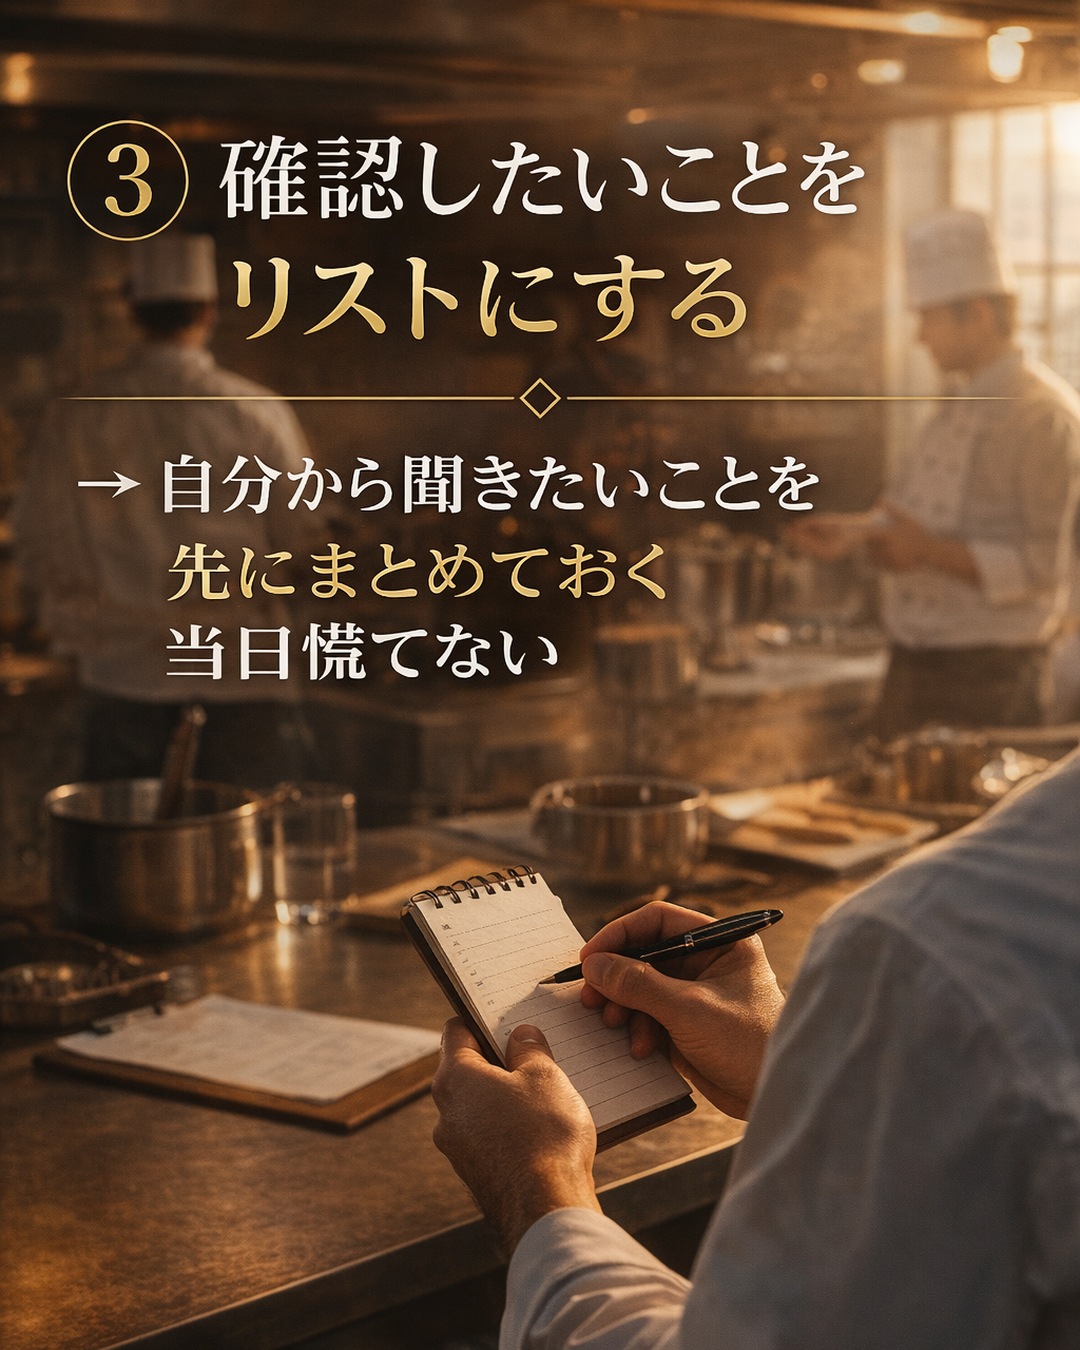 ③ 確認したいことを
リストにする
→ 自分から聞きたいことを
先にまとめておく
当日慌てない